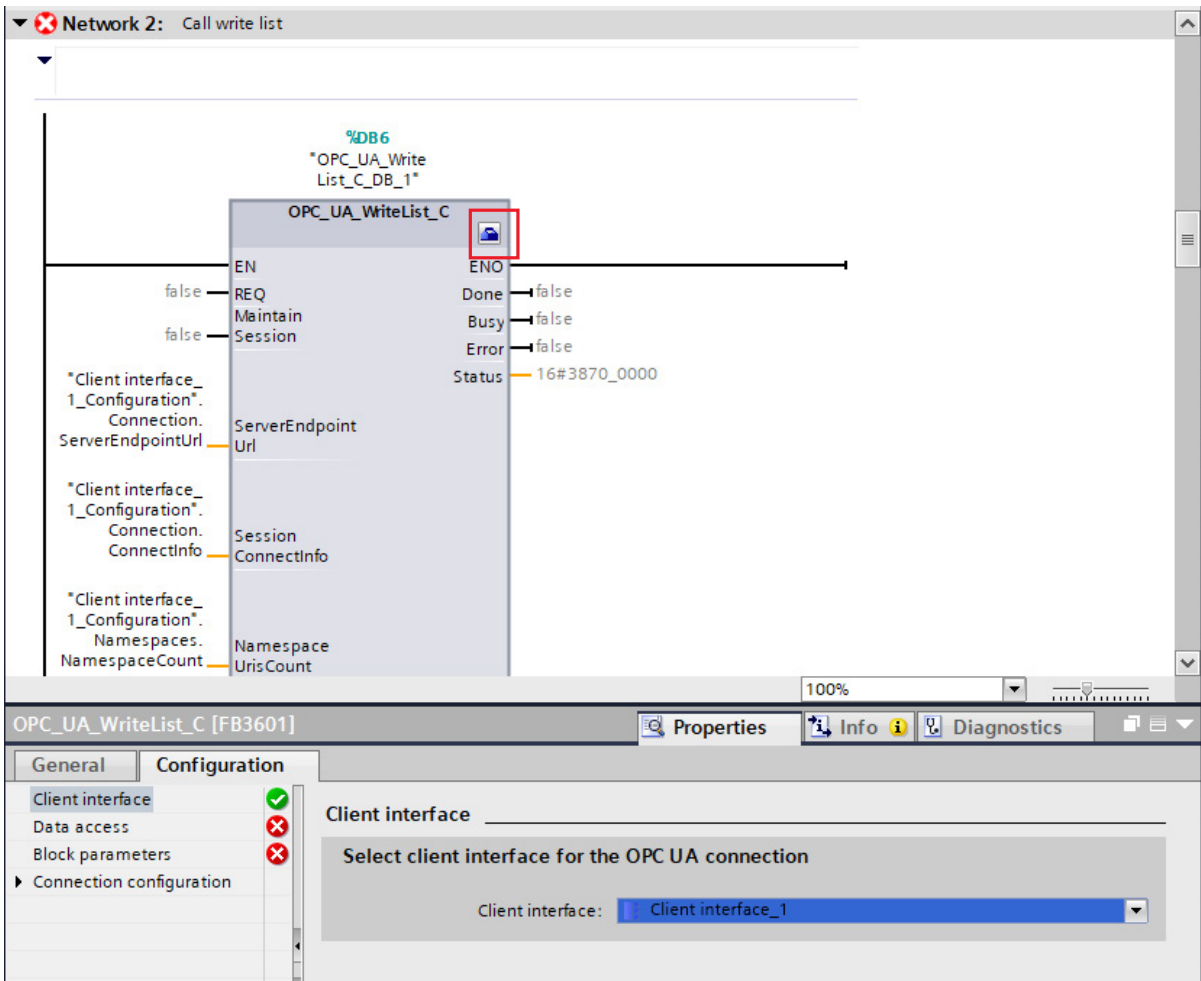 Network 2: Call write list
%DB6
"OPC_UA_Write
List_C_DB_1"
OPC_UA_WriteList_C
EN
ENO
false
REQ
Done
false
Maintain
Session
false
Busy
false
Error
false
Status
16#3870_0000
"Client interface_
1_Configuration".
Connection.
ServerEndpointUrl
ServerEndpoint
Url
"Client interface_
1_Configuration".
Connection.
ConnectInfo
Session
ConnectInfo
"Client interface_
1_Configuration".
Namespaces.
NamespaceCount
Namespace
UrisCount
100%
OPC_UA_WriteList_C [FB3601]
Properties
Info
Diagnostics
General
Configuration
Client interface
Data access
Block parameters
Connection configuration
Client interface
Select client interface for the OPC UA connection
Client interface:
Client interface_1